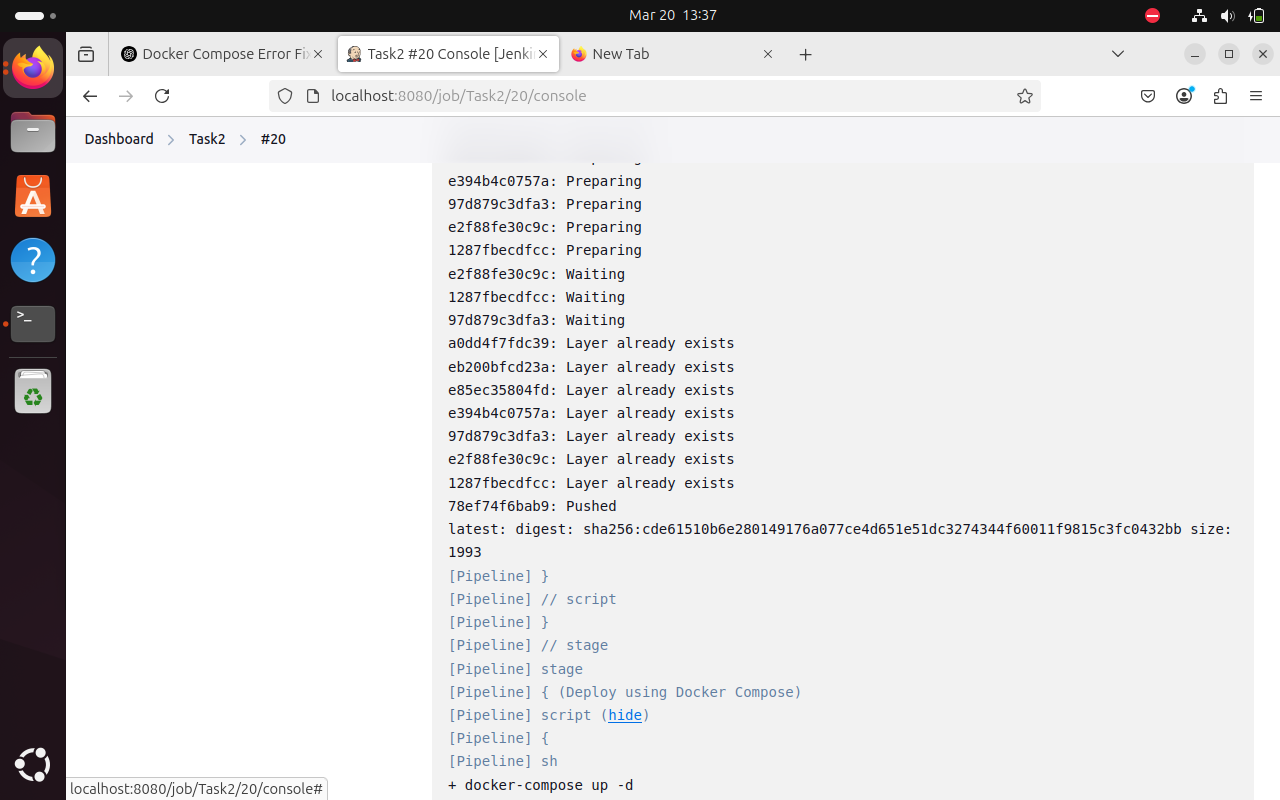 Mar 20 13:37
Docker Compose Error Fi
Task2 #20 Console [Jenki
New Tab
localhost:8080/job/Task2/20/console
Dashboard
Task2
#20
e394b4c0757a: Preparing
97d879c3dfa3: Preparing
e2f88fe30c9c: Preparing
1287fbecdfcc: Preparing
e2f88fe30c9c: Waiting
1287fbecdfcc: Waiting
97d879c3dfa3: Waiting
a0dd4f7fdc39: Layer already exists
eb200bfcd23a: Layer already exists
e85ec35804fd: Layer already exists
e394b4c0757a: Layer already exists
97d879c3dfa3: Layer already exists
e2f88fe30c9c: Layer already exists
1287fbecdfcc: Layer already exists
78ef74f6bab9: Pushed
latest: digest: sha256:cde61510b6e280149176a077ce4d651e51dc3274344f60011f9815c3fc0432bb size:
1993
[Pipeline] }
[Pipeline] // script
[Pipeline] }
[Pipeline] // stage
[Pipeline] stage
[Pipeline] { (Deploy using Docker Compose)
[Pipeline] script (hide)
[Pipeline] {
[Pipeline] sh
+ docker-compose up -d
localhost:8080/job/Task2/20/console#